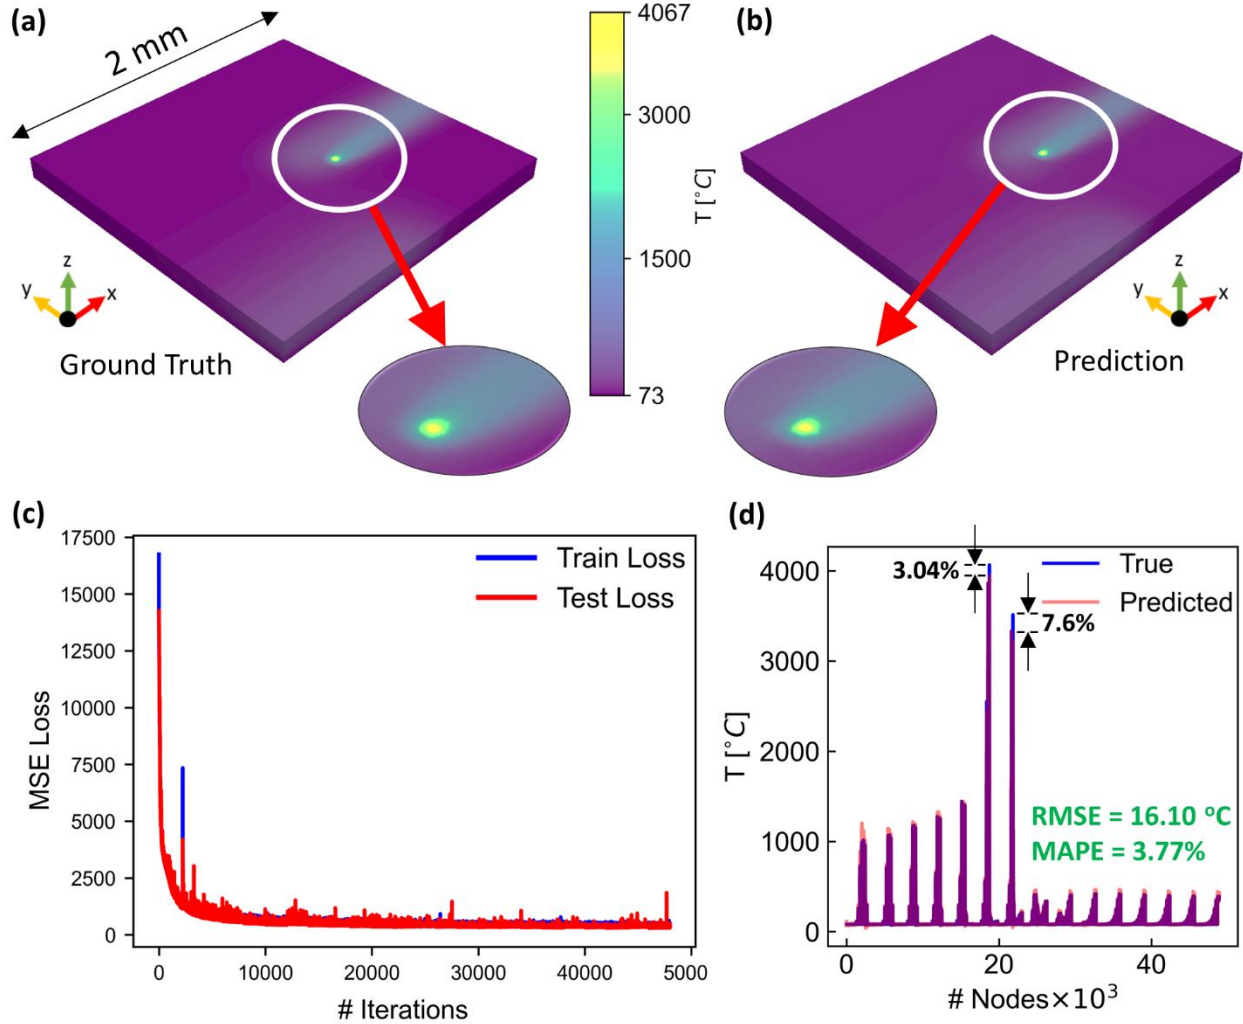 (a)
2 mm
z
y
x
Ground Truth
4067
3000
1500
73
T [°C]
(b)
z
y
x
Prediction
(c)
17500
15000
12500
10000
7500
5000
2500
0
MSE Loss
Train Loss
Test Loss
0
10000
20000
30000
40000
5000
# Iterations
(d)
4000
3000
2000
1000
0
T [°C]
3.04%
True
Predicted
7.6%
RMSE = 16.10 °C
MAPE = 3.77%
0
20
40
# Nodes×10³